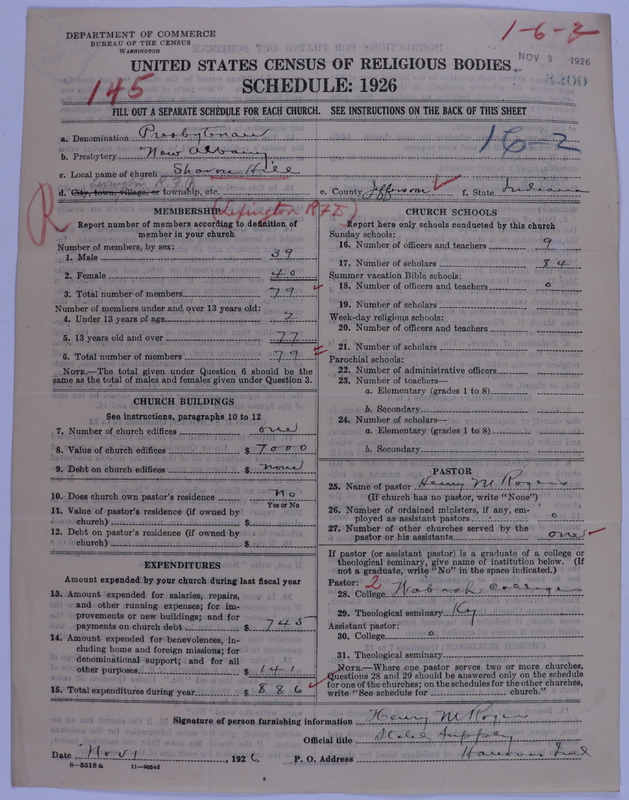 DEPARTMENT OF COMMERCE
BUREAU OF THE CENSUS
WASHINGTON
1-6-2
NOV 3 1926
UNITED STATES CENSUS OF RELIGIOUS BODIES
SCHEDULE: 1926
145
FILL OUT A SEPARATE SCHEDULE FOR EACH CHURCH. SEE INSTRUCTIONS ON THE BACK OF THIS SHEET
a. Denomination Presbyterian
16-2
b. Presbytery New Albany
c. Local name of church Sharon Hill
Lexington R.F.D.
d. City, town, village, or township, etc. e. County Jefferson f. State Indiana
R
MEMBERSHIP (Lexington RFD)
Report number of members according to definition of
member in your church
Number of members, by sex:
1. Male 39
2. Female 40
3. Total number of members 79
Number of members under and over 13 years old:
4. Under 13 years of age 2
5. 13 years old and over 77
6. Total number of members 79
NOTE.—The total given under Question 6 should be
same as the total of males and females given under Question 3.
CHURCH BUILDINGS
See instructions, paragraphs 10 to 12
7. Number of church edifices one
8. Value of church edifices $ 7000
9. Debt on church edifices $ none
10. Does church own pastor's residence No
Yes or No
11. Value of pastor's residence (if owned by
church) $
12. Debt on pastor's residence (if owned by
church) $
EXPENDITURES
Amount expended by your church during last fiscal year
13. Amount expended for salaries, repairs,
and other running expenses; for im-
provements or new buildings; and for
payments on church debt $ 745
14. Amount expended for benevolences, in-
cluding home and foreign missions; for
denominational support; and for all
other purposes $ 141
15. Total expenditures during year $ 886
CHURCH SCHOOLS
Report here only schools conducted by this church
Sunday schools:
16. Number of officers and teachers 9
17. Number of scholars 84
Summer vacation Bible schools:
18. Number of officers and teachers 0
19. Number of scholars
Week-day religious schools:
20. Number of officers and teachers
21. Number of scholars
Parochial schools:
22. Number of administrative officers
23. Number of teachers—
a. Elementary (grades 1 to 8)
b. Secondary
24. Number of scholars—
a. Elementary (grades 1 to 8)
b. Secondary
PASTOR
25. Name of pastor Henry M Rogers
(If church has no pastor, write "None")
26. Number of ordained ministers, if any, em-
ployed as assistant pastors 0
27. Number of other churches served by the
pastor or his assistants one
If pastor (or assistant pastor) is a graduate of a college or
theological seminary, give name of institution below. (If
not a graduate, write "No" in the space indicated.)
Pastor: 2
28. College Wabash College
29. Theological seminary Ky
Assistant pastor:
30. College 0
31. Theological seminary
NOTE.—Where one pastor serves two or more churches,
Questions 28 and 29 should be answered only on the schedule
for one of the churches; on the schedules for the other churches,
write "See schedule for church."
Signature of person furnishing information Henry M Rogers
Official title Stated Supply
Date Nov 1, 1926 P. O. Address Hanover Ind
8—5518 a 11—9554d